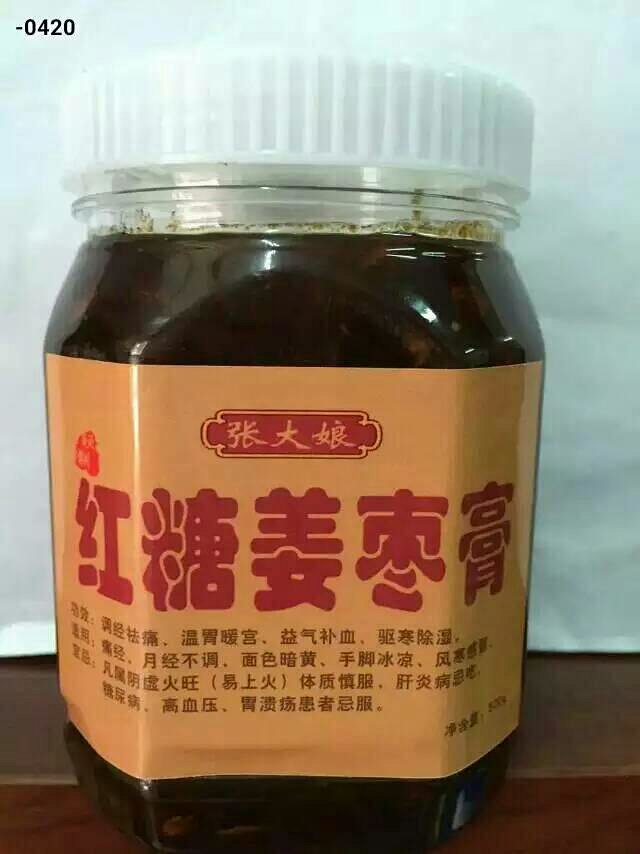 -0420
张大娘
红糖姜枣膏
功效：调经祛痛、温胃暖宫、益气补血、驱寒除湿。
适用：痛经、月经不调、面色暗黄、手脚冰凉、风寒感冒。
宜忌：凡属阴虚火旺（易上火）体质慎服，肝炎病忌吃，
糖尿病、高血压、胃溃疡患者忌服。
净含量：500g